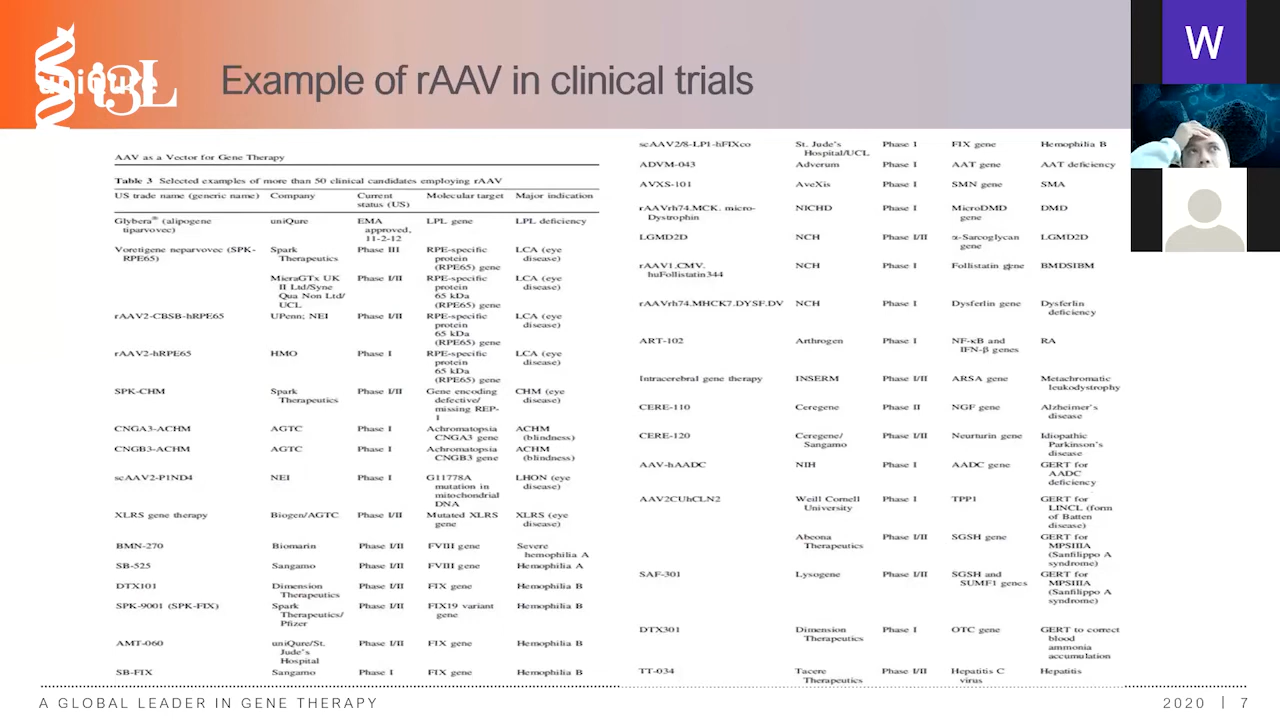 uniQure
Example of rAAV in clinical trials
W
AAV as a Vector for Gene Therapy
Table 3 Selected examples of more than 50 clinical candidates employing rAAV
US trade name (generic name) Company Current status (US) Molecular target Major indication
Glybera® (alipogene tiparvovec) uniQure EMA approved, 11-2-12 LPL gene LPL deficiency
Voretigene neparvovec (SPK-RPE65) Spark Therapeutics Phase III RPE-specific protein (RPE65) gene LCA (eye disease)
MieraGTx UK II Ltd/Syne Qua Non Ltd/UCL Phase I/II RPE-specific protein 65 kDa (RPE65) gene LCA (eye disease)
rAAV2-CBSB-hRPE65 UPenn; NEI Phase I/II RPE-specific protein 65 kDa (RPE65) gene LCA (eye disease)
rAAV2-hRPE65 HMO Phase I RPE-specific protein 65 kDa (RPE65) gene LCA (eye disease)
SPK-CHM Spark Therapeutics Phase I/II Gene encoding defective/missing REP-1 CHM (eye disease)
CNGA3-ACHM AGTC Phase I Achromatopsia CNGA3 gene ACHM (blindness)
CNGB3-ACHM AGTC Phase I Achromatopsia CNGB3 gene ACHM (blindness)
scAAV2-P1ND4 NEI Phase I G11778A mutation in mitochondrial DNA LHON (eye disease)
XLRS gene therapy Biogen/AGTC Phase I/II Mutated XLRS gene XLRS (eye disease)
BMN-270 Biomarin Phase I/II FVIII gene Severe hemophilia A
SB-525 Sangamo Phase I/II FVIII gene Hemophilia A
DTX101 Dimension Therapeutics Phase I/II FIX gene Hemophilia B
SPK-9001 (SPK-FIX) Spark Therapeutics/Pfizer Phase I/II FIX19 variant gene Hemophilia B
AMT-060 uniQure/St. Jude's Hospital Phase I/II FIX gene Hemophilia B
SB-FIX Sangamo Phase I FIX gene Hemophilia B
scAAV2/8-LP1-hFIXco St. Jude's Hospital/UCL Phase I FIX gene Hemophilia B
ADVM-043 Adverum Phase I AAT gene AAT deficiency
AVXS-101 AveXis Phase I SMN gene SMA
rAAVrh74.MCK. micro-Dystrophin NICHD Phase I MicroDMD gene DMD
LGMD2D NCH Phase I/II α-Sarcoglycan gene LGMD2D
rAAV1.CMV.huFollistatin344 NCH Phase I Follistatin gene BMDSIBM
rAAVrh74.MHCK7.DYSF.DV NCH Phase I Dysferlin gene Dysferlin deficiency
ART-102 Arthrogen Phase I NF-κB and IFN-β genes RA
Intracerebral gene therapy INSERM Phase I/II ARSA gene Metachromatic leukodystrophy
CERE-110 Ceregene Phase II NGF gene Alzheimer's disease
CERE-120 Ceregene/Sangamo Phase I/II Neurturin gene Idiopathic Parkinson's disease
AAV-hAADC NIH Phase I AADC gene GERT for AADC deficiency
AAV2CUhCLN2 Weill Cornell University Phase I TPP1 GERT for LINCL (form of Batten disease)
Abeona Therapeutics Phase I/II SGSH gene GERT for MPSIIIA (Sanfilippo A syndrome)
SAF-301 Lysogene Phase I/II SGSH and SUMF1 genes GERT for MPSIIIA (Sanfilippo A syndrome)
DTX301 Dimension Therapeutics Phase I OTC gene GERT to correct blood ammonia accumulation
TT-034 Tacere Therapeutics Phase I/II Hepatitis C virus Hepatitis
A GLOBAL LEADER IN GENE THERAPY
2020 | 7